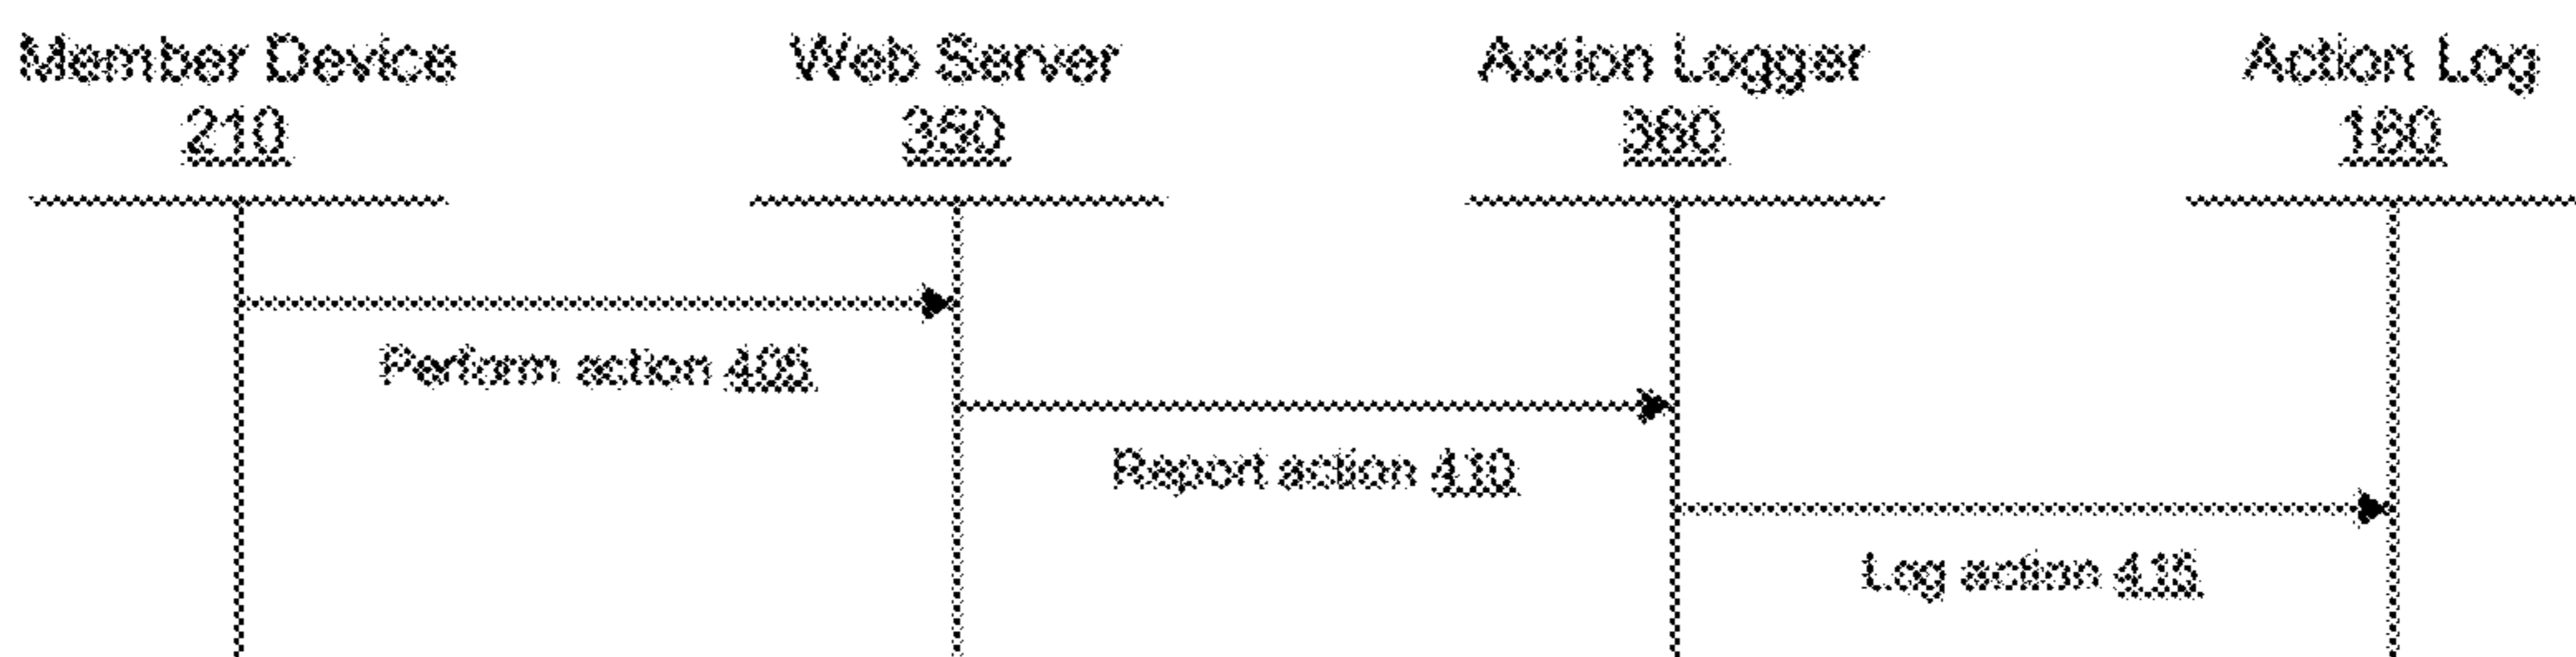 Member Device
210
Web Server
350
Action Logger
360
Action Log
160
Perform action 405
Report action 410
Log action 415